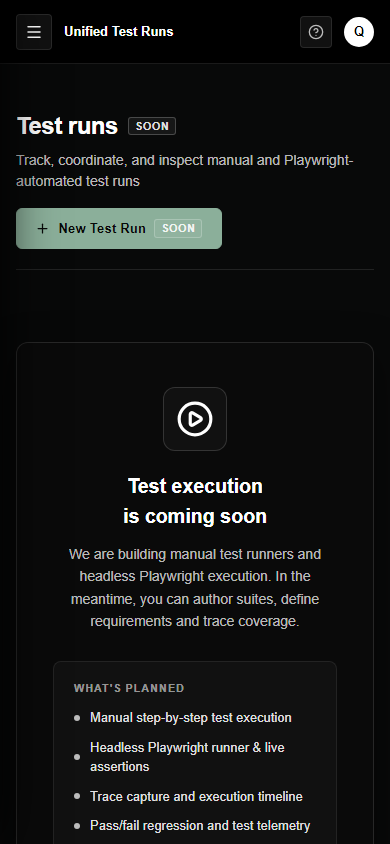 Unified Test Runs
Q
Test runs SOON
Track, coordinate, and inspect manual and Playwright-
automated test runs
New Test Run SOON
Test execution
is coming soon
We are building manual test runners and
headless Playwright execution. In the
meantime, you can author suites, define
requirements and trace coverage.
WHAT'S PLANNED
Manual step-by-step test execution
Headless Playwright runner & live
assertions
Trace capture and execution timeline
Pass/fail regression and test telemetry